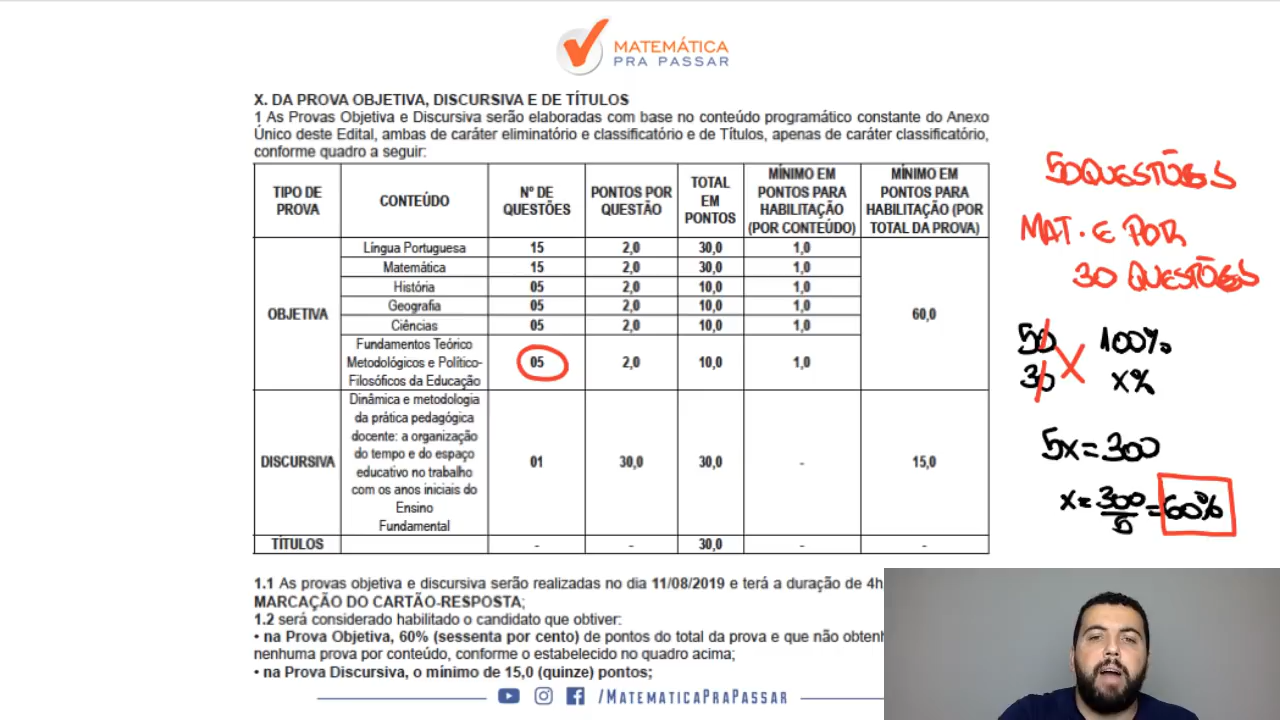 MATEMÁTICA
PRA PASSAR
X. DA PROVA OBJETIVA, DISCURSIVA E DE TÍTULOS
1 As Provas Objetiva e Discursiva serão elaboradas com base no conteúdo programático constante do Anexo
Único deste Edital, ambas de caráter eliminatório e classificatório e de Títulos, apenas de caráter classificatório,
conforme quadro a seguir:
TIPO DE PROVA CONTEÚDO Nº DE QUESTÕES PONTOS POR QUESTÃO TOTAL EM PONTOS MÍNIMO EM PONTOS PARA HABILITAÇÃO (POR CONTEÚDO) MÍNIMO EM PONTOS PARA HABILITAÇÃO (POR TOTAL DA PROVA)
OBJETIVA
Língua Portuguesa 15 2,0 30,0 1,0
Matemática 15 2,0 30,0 1,0
História 05 2,0 10,0 1,0
Geografia 05 2,0 10,0 1,0
Ciências 05 2,0 10,0 1,0
Fundamentos Teórico
Metodológicos e Político-
Filosóficos da Educação
05 2,0 10,0 1,0
60,0
DISCURSIVA
Dinâmica e metodologia
da prática pedagógica
docente: a organização
do tempo e do espaço
educativo no trabalho
com os anos iniciais do
Ensino
Fundamental
01 30,0 30,0 - 15,0
TÍTULOS - - 30,0 - -
1.1 As provas objetiva e discursiva serão realizadas no dia 11/08/2019 e terá a duração de 4h
MARCAÇÃO DO CARTÃO-RESPOSTA;
1.2 será considerado habilitado o candidato que obtiver:
• na Prova Objetiva, 60% (sessenta por cento) de pontos do total da prova e que não obtenh
nenhuma prova por conteúdo, conforme o estabelecido no quadro acima;
• na Prova Discursiva, o mínimo de 15,0 (quinze) pontos;
/MATEMATICAPRAPASSAR
50 QUESTÕES
MAT. E POR
30 QUESTÕES
50 100%
30 x%
5x=300
x=300/5=60%